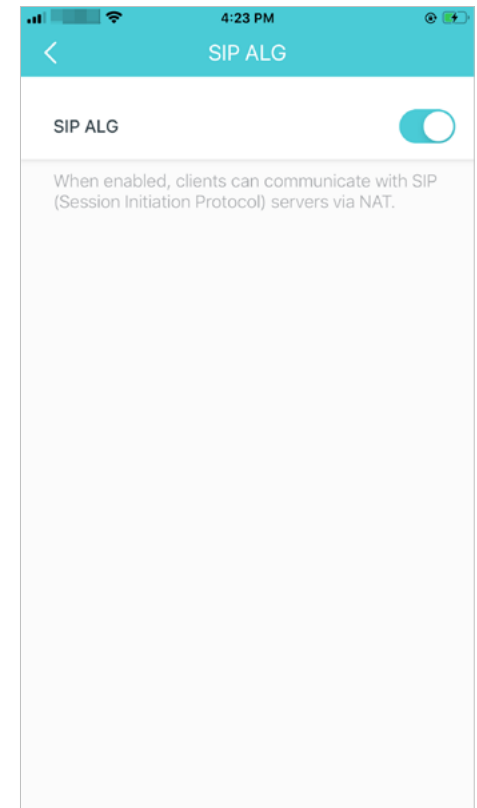 4:23 PM
SIP ALG
SIP ALG
When enabled, clients can communicate with SIP
(Session Initiation Protocol) servers via NAT.